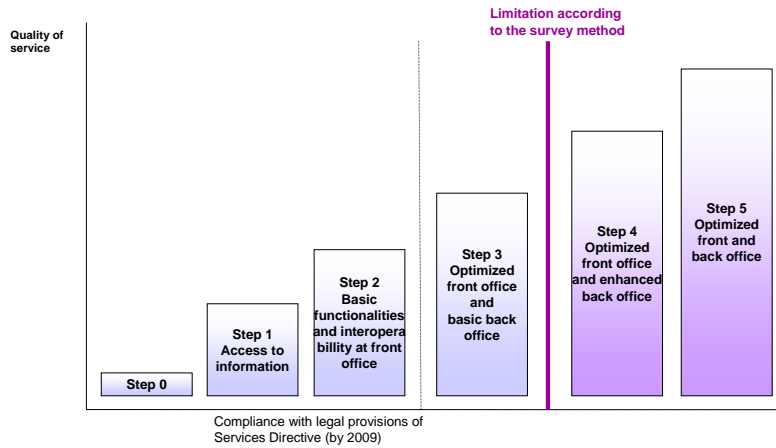 Limitation according
to the survey method
Quality of
service
Step 0
Step 1
Access to
information
Step 2
Basic
functionalities
and interopera
billity at front
office
Step 3
Optimized
front office
and
basic back
office
Step 4
Optimized
front office
and enhanced
back office
Step 5
Optimized
front and
back office
Compliance with legal provisions of
Services Directive (by 2009)